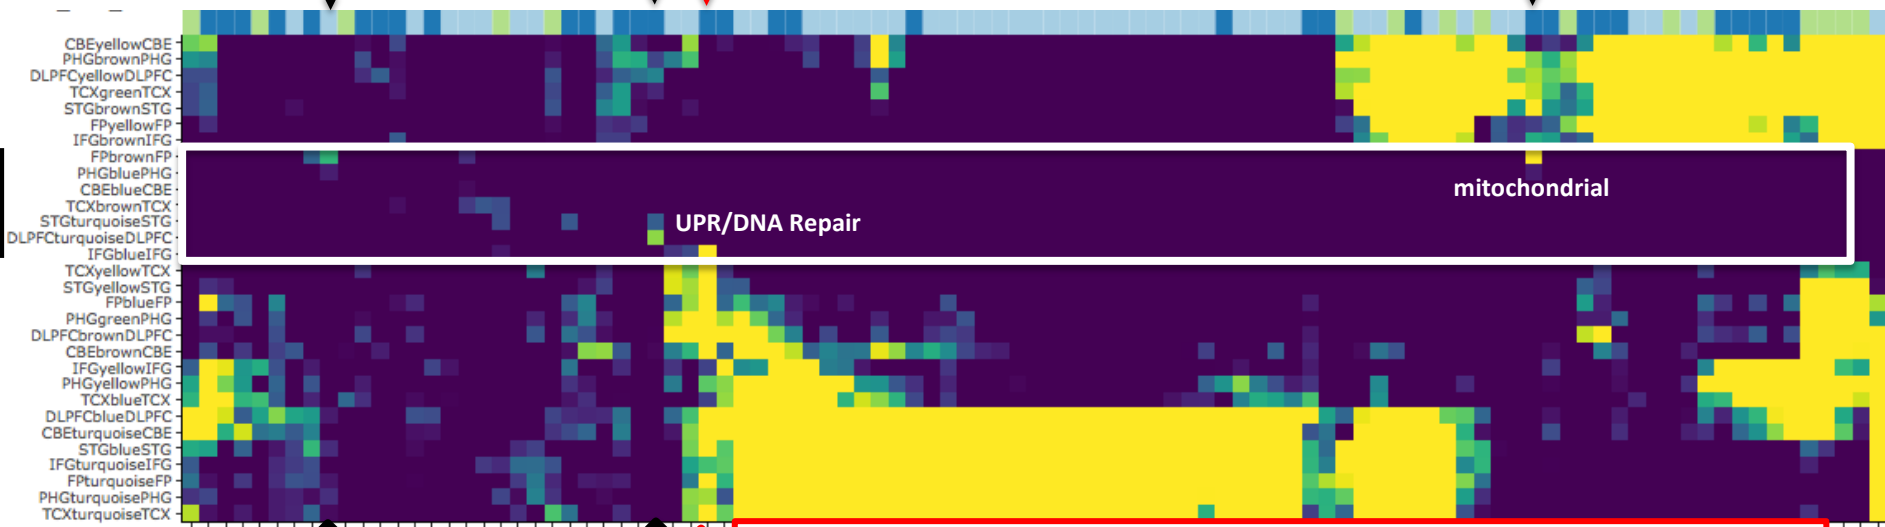 CBEyellowCBE
PHGbrownPHG
DLPFCyellowDLPFC
TCXgreenTCX
STGbrownSTG
FPyellowFP
IFGbrownIFG
FPbrownFP
PHGbluePHG
CBEblueCBE
mitochondrial
TCXbrownTCX
STGturquoiseSTG
UPR/DNA Repair
DLPFCturquoiseDLPFC
IFGblueIFG
TCXyellowTCX
STGyellowSTG
FPblueFP
PHGgreenPHG
DLPFCbrownDLPFC
CBEbrownCBE
IFGyellowIFG
PHGyellowPHG
TCXblueTCX
DLPFCblueDLPFC
CBEturquoiseCBE
STGblueSTG
IFGturquoiseIFG
FPturquoiseFP
PHGturquoisePHG
TCXturquoiseTCX